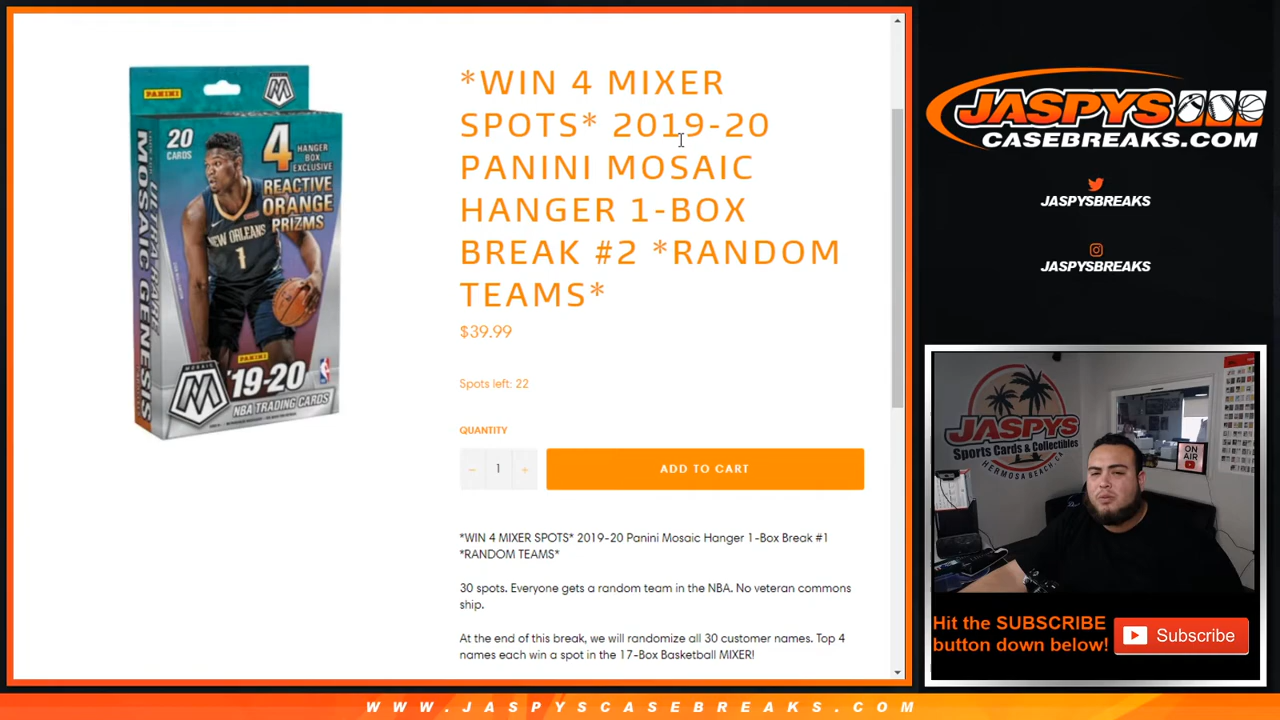 *WIN 4 MIXER
SPOTS* 2019-20
PANINI MOSAIC
HANGER 1-BOX
BREAK #2 *RANDOM
TEAMS*
$39.99
Spots left: 22
QUANTITY
− 1 +
ADD TO CART
*WIN 4 MIXER SPOTS* 2019-20 Panini Mosaic Hanger 1-Box Break #1
*RANDOM TEAMS*
30 spots. Everyone gets a random team in the NBA. No veteran commons
ship.
At the end of this break, we will randomize all 30 customer names. Top 4
names each win a spot in the 17-Box Basketball MIXER!
PANINI
M
20
CARDS
4
HANGER
BOX
EXCLUSIVE
REACTIVE
ORANGE
PRIZMS
MOSAIC GENESIS
NEW ORLEANS
1
PANINI
MOSAIC
M
19-20
NBA TRADING CARDS
JASPYS
CASEBREAKS.COM
JASPYSBREAKS
JASPYSBREAKS
JASPYS
Sports Cards & Collectibles
HERMOSA BEACH, CA
ON
AIR
Hit the SUBSCRIBE
button down below!
Subscribe
WWW.JASPYSCASEBREAKS.COM